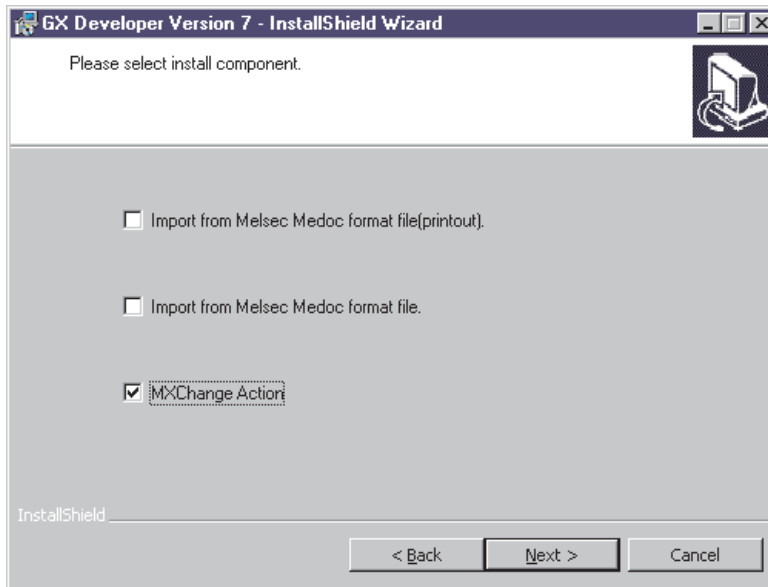 GX Developer Version 7 - InstallShield Wizard
Please select install component.
Import from Melsec Medoc format file(printout).
Import from Melsec Medoc format file.
MXChange Action
InstallShield
< Back Next > Cancel